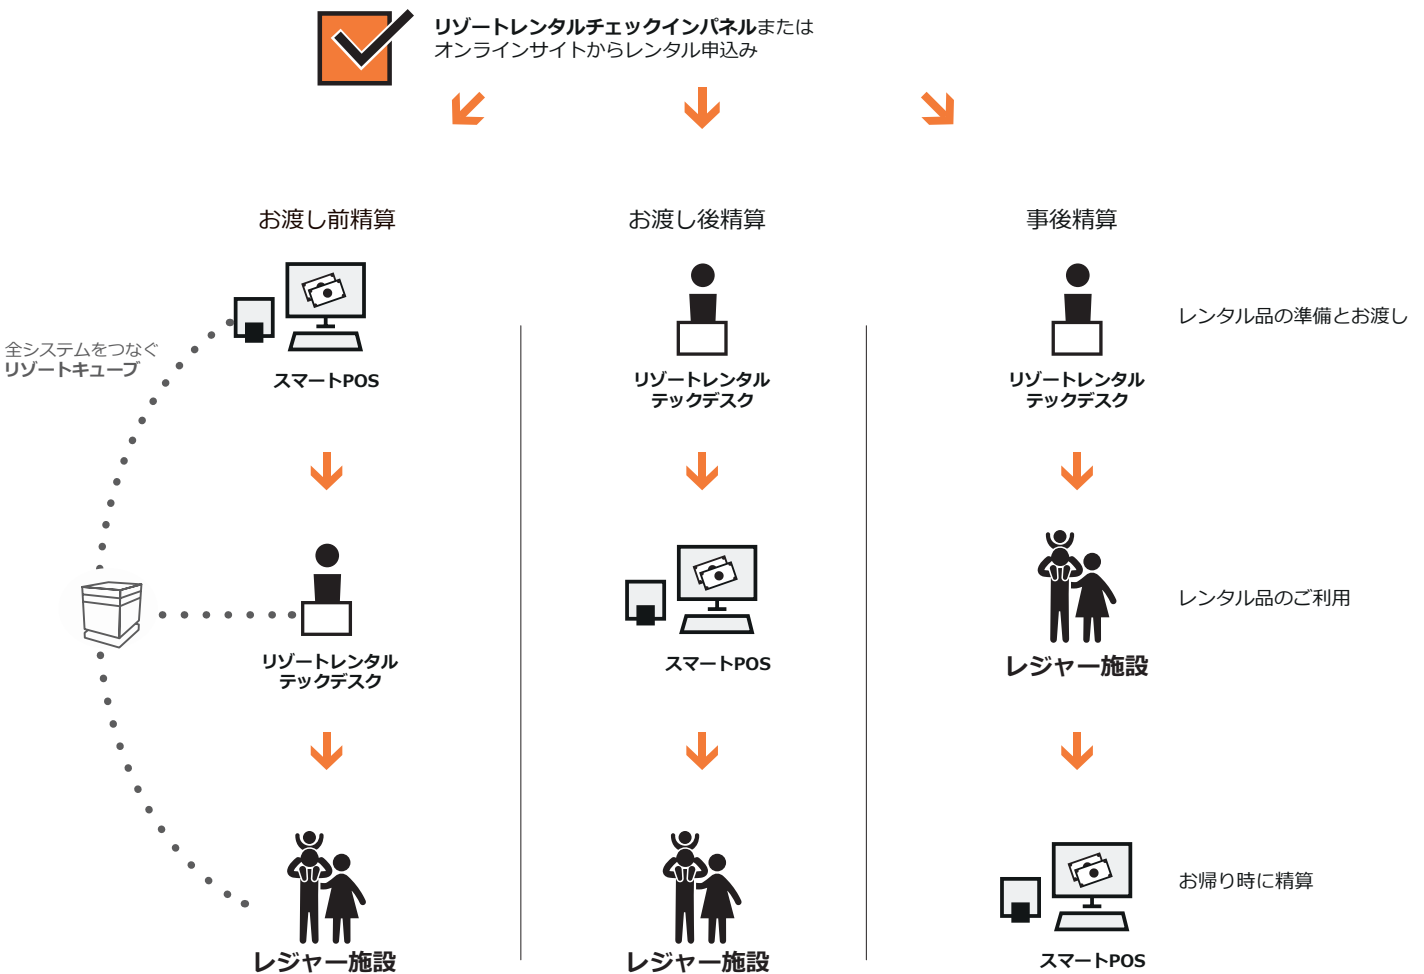 リゾートレンタルチェックインパネルまたは
オンラインサイトからレンタル申込み
お渡し前精算
お渡し後精算
事後精算
全システムをつなぐ
リゾートキューブ
スマートPOS
リゾートレンタル
テックデスク
リゾートレンタル
テックデスク
レンタル品の準備とお渡し
リゾートレンタル
テックデスク
スマートPOS
レジャー施設
レンタル品のご利用
レジャー施設
レジャー施設
スマートPOS
お帰り時に精算